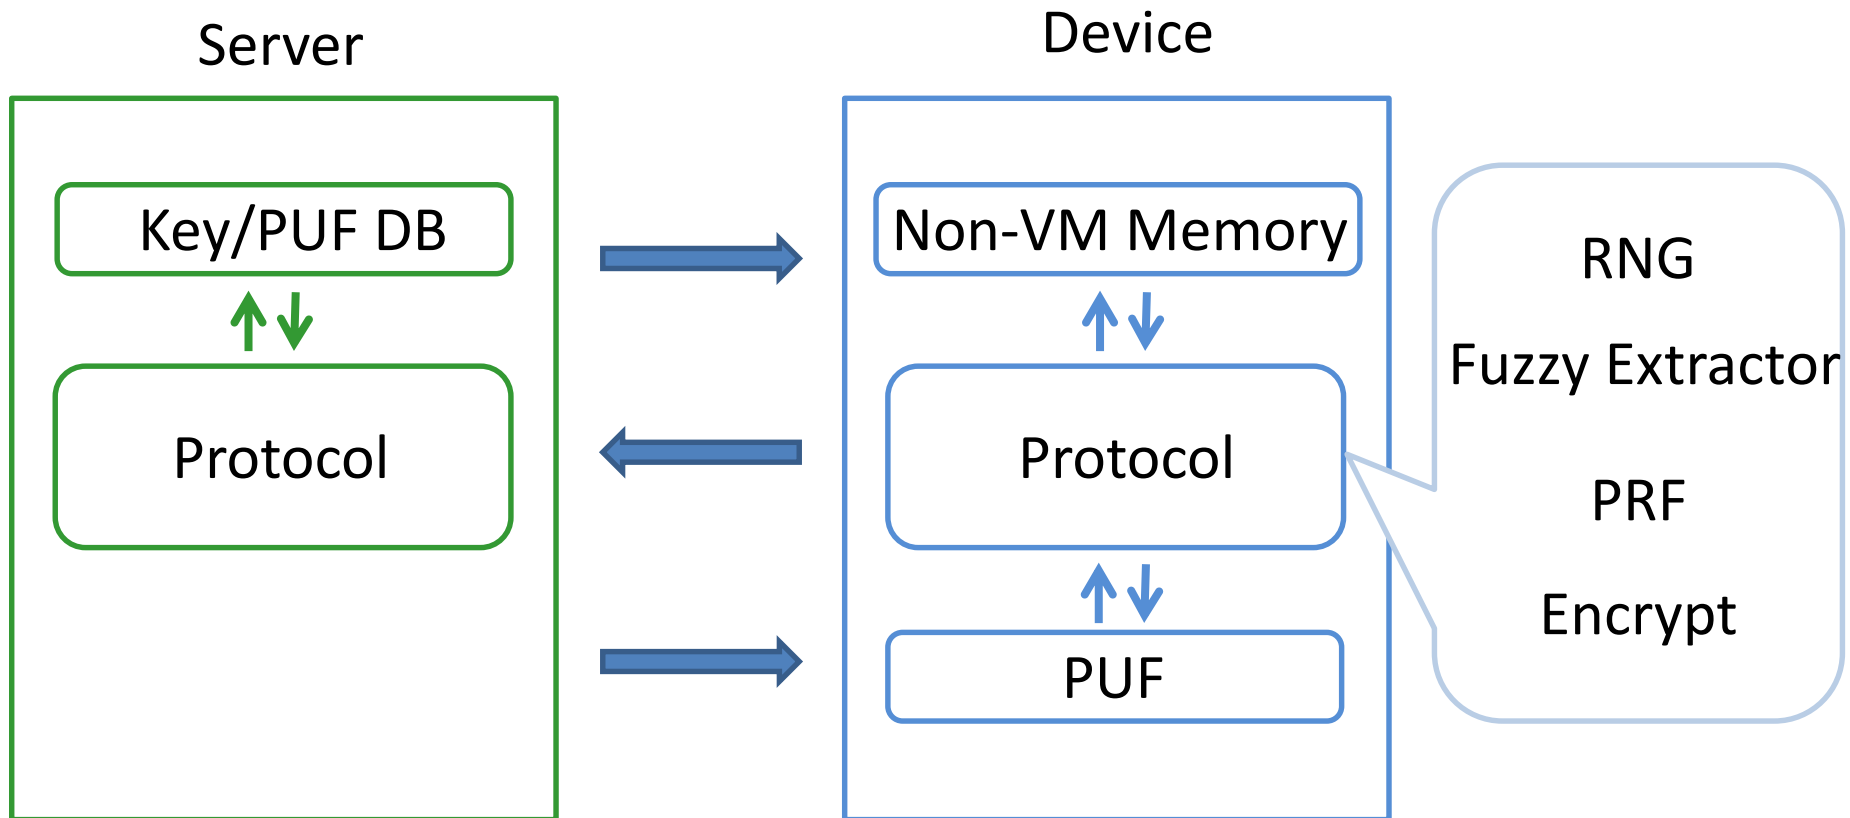 Server
Device
Key/PUF DB
Non-VM Memory
Protocol
Protocol
PUF
RNG
Fuzzy Extractor
PRF
Encrypt